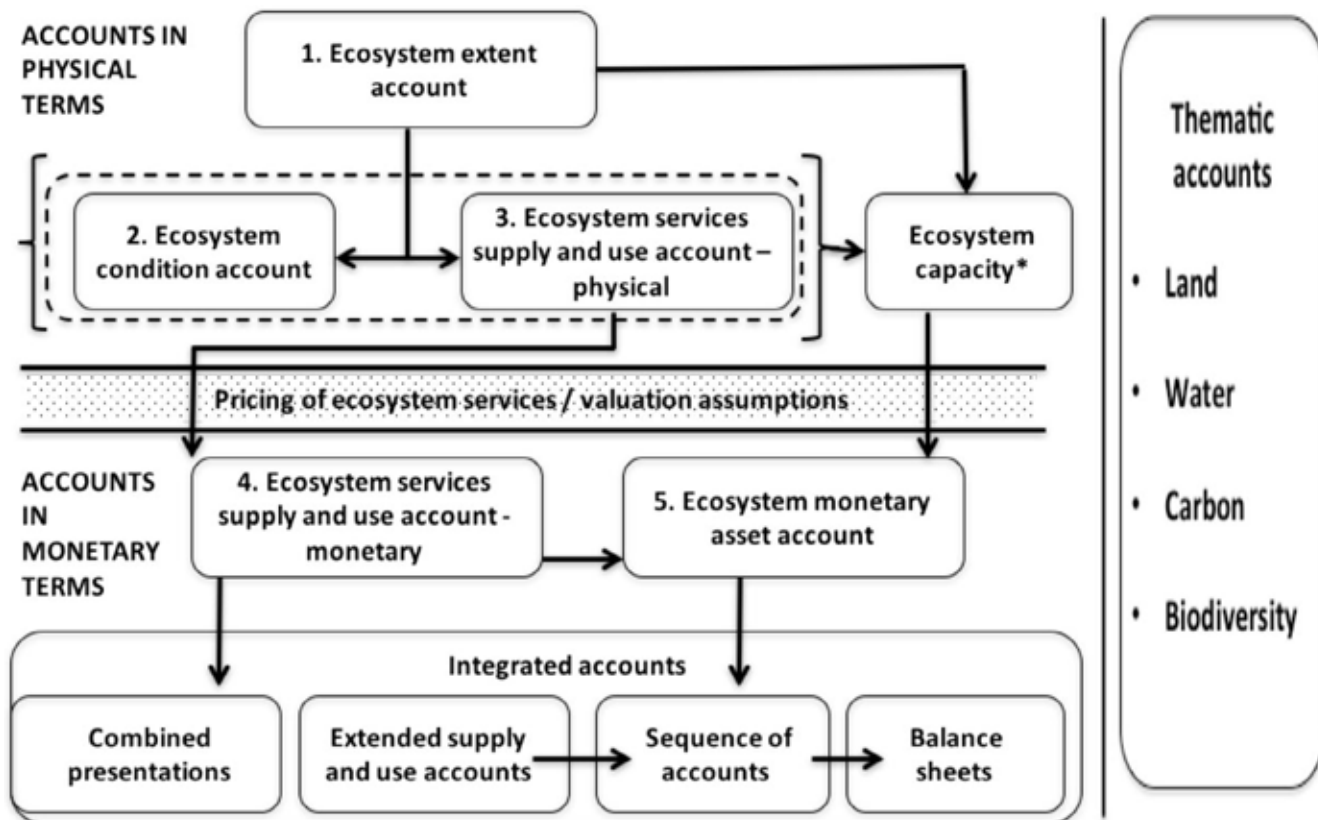 ACCOUNTS IN
PHYSICAL
TERMS
1. Ecosystem extent
account
2. Ecosystem
condition account
3. Ecosystem services
supply and use account –
physical
Ecosystem
capacity*
Pricing of ecosystem services / valuation assumptions
ACCOUNTS
IN
MONETARY
TERMS
4. Ecosystem services
supply and use account -
monetary
5. Ecosystem monetary
asset account
Integrated accounts
Combined
presentations
Extended supply
and use accounts
Sequence of
accounts
Balance
sheets
Thematic
accounts
• Land
• Water
• Carbon
• Biodiversity